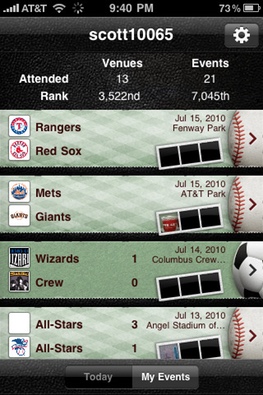 AT&T 9:40 PM 73%
scott10065
Venues Events
Attended 13 21
Rank 3,522nd 7,045th
Rangers Jul 15, 2010
Fenway Park
Red Sox
Mets Jul 15, 2010
AT&T Park
Giants
GIANTS
Wizards 1 Jul 14, 2010
Columbus Crew...
Crew 0
All-Stars 3 Jul 13, 2010
Angel Stadium of...
All-Stars 1
Today My Events